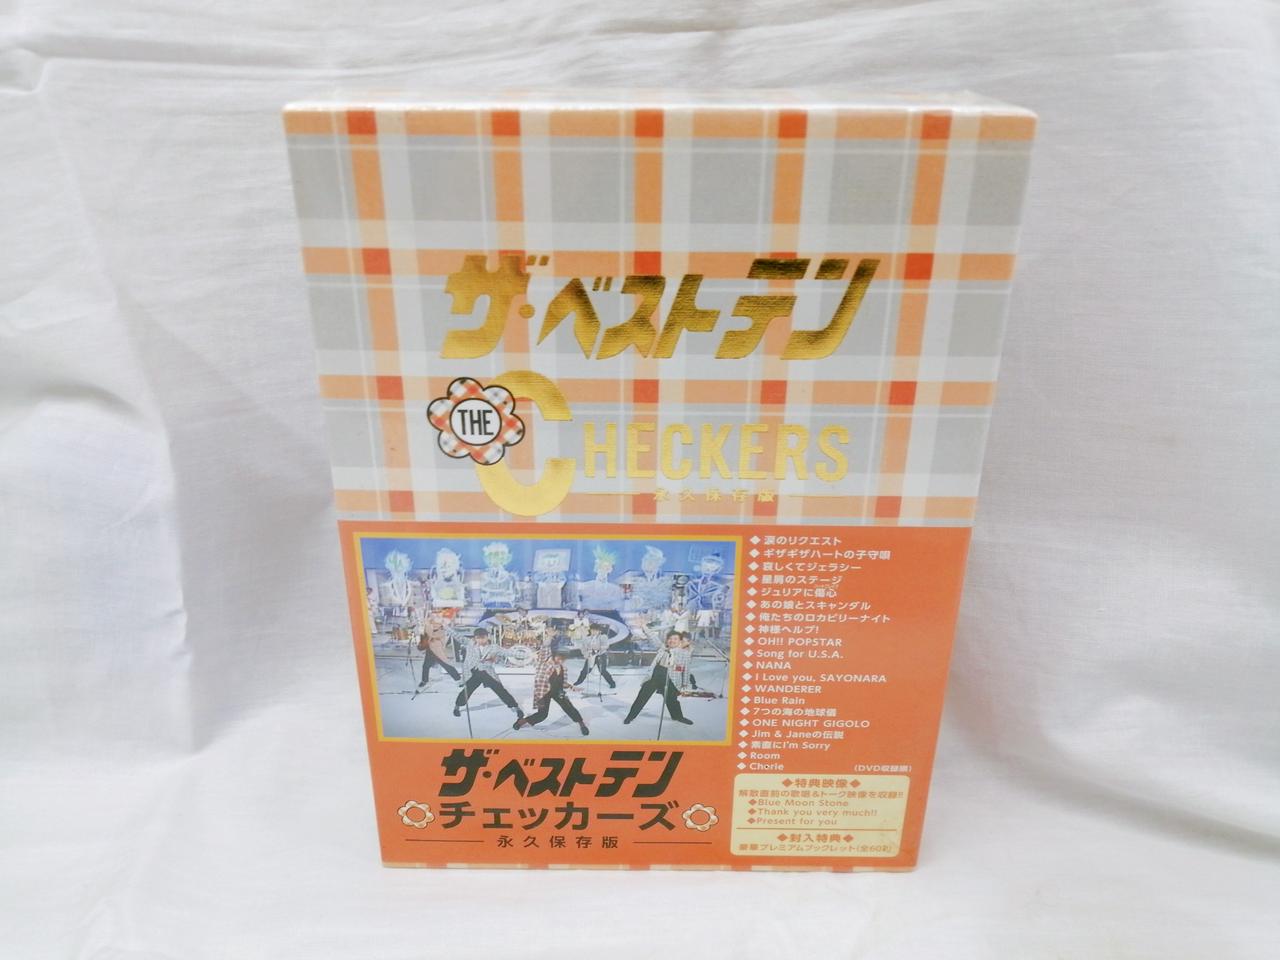 ザ・ベストテン
THE CHECKERS
永久保存版
◆涙のリクエスト
◆ギザギザハートの子守唄
◆哀しくてジェラシー
◆星屑のステージ
◆ジュリアに傷心
◆あの娘とスキャンダル
◆俺たちのロカビリーナイト
◆神様ヘルプ!
◆OH!! POPSTAR
◆Song for U.S.A.
◆NANA
◆I Love you, SAYONARA
◆WANDERER
◆Blue Rain
◆7つの海の地球儀
◆ONE NIGHT GIGOLO
◆Jim & Janeの伝説
◆素直にI'm Sorry
◆Room
◆Cherie (DVD収録順)
◆特典映像◆
解散直前の歌唱&トーク映像を収録!!
◆Blue Moon Stone
◆Thank you very much!!
◆Present for you
◆封入特典◆
豪華プレミアムブックレット(全60P)
ザ・ベストテン
チェッカーズ
永久保存版